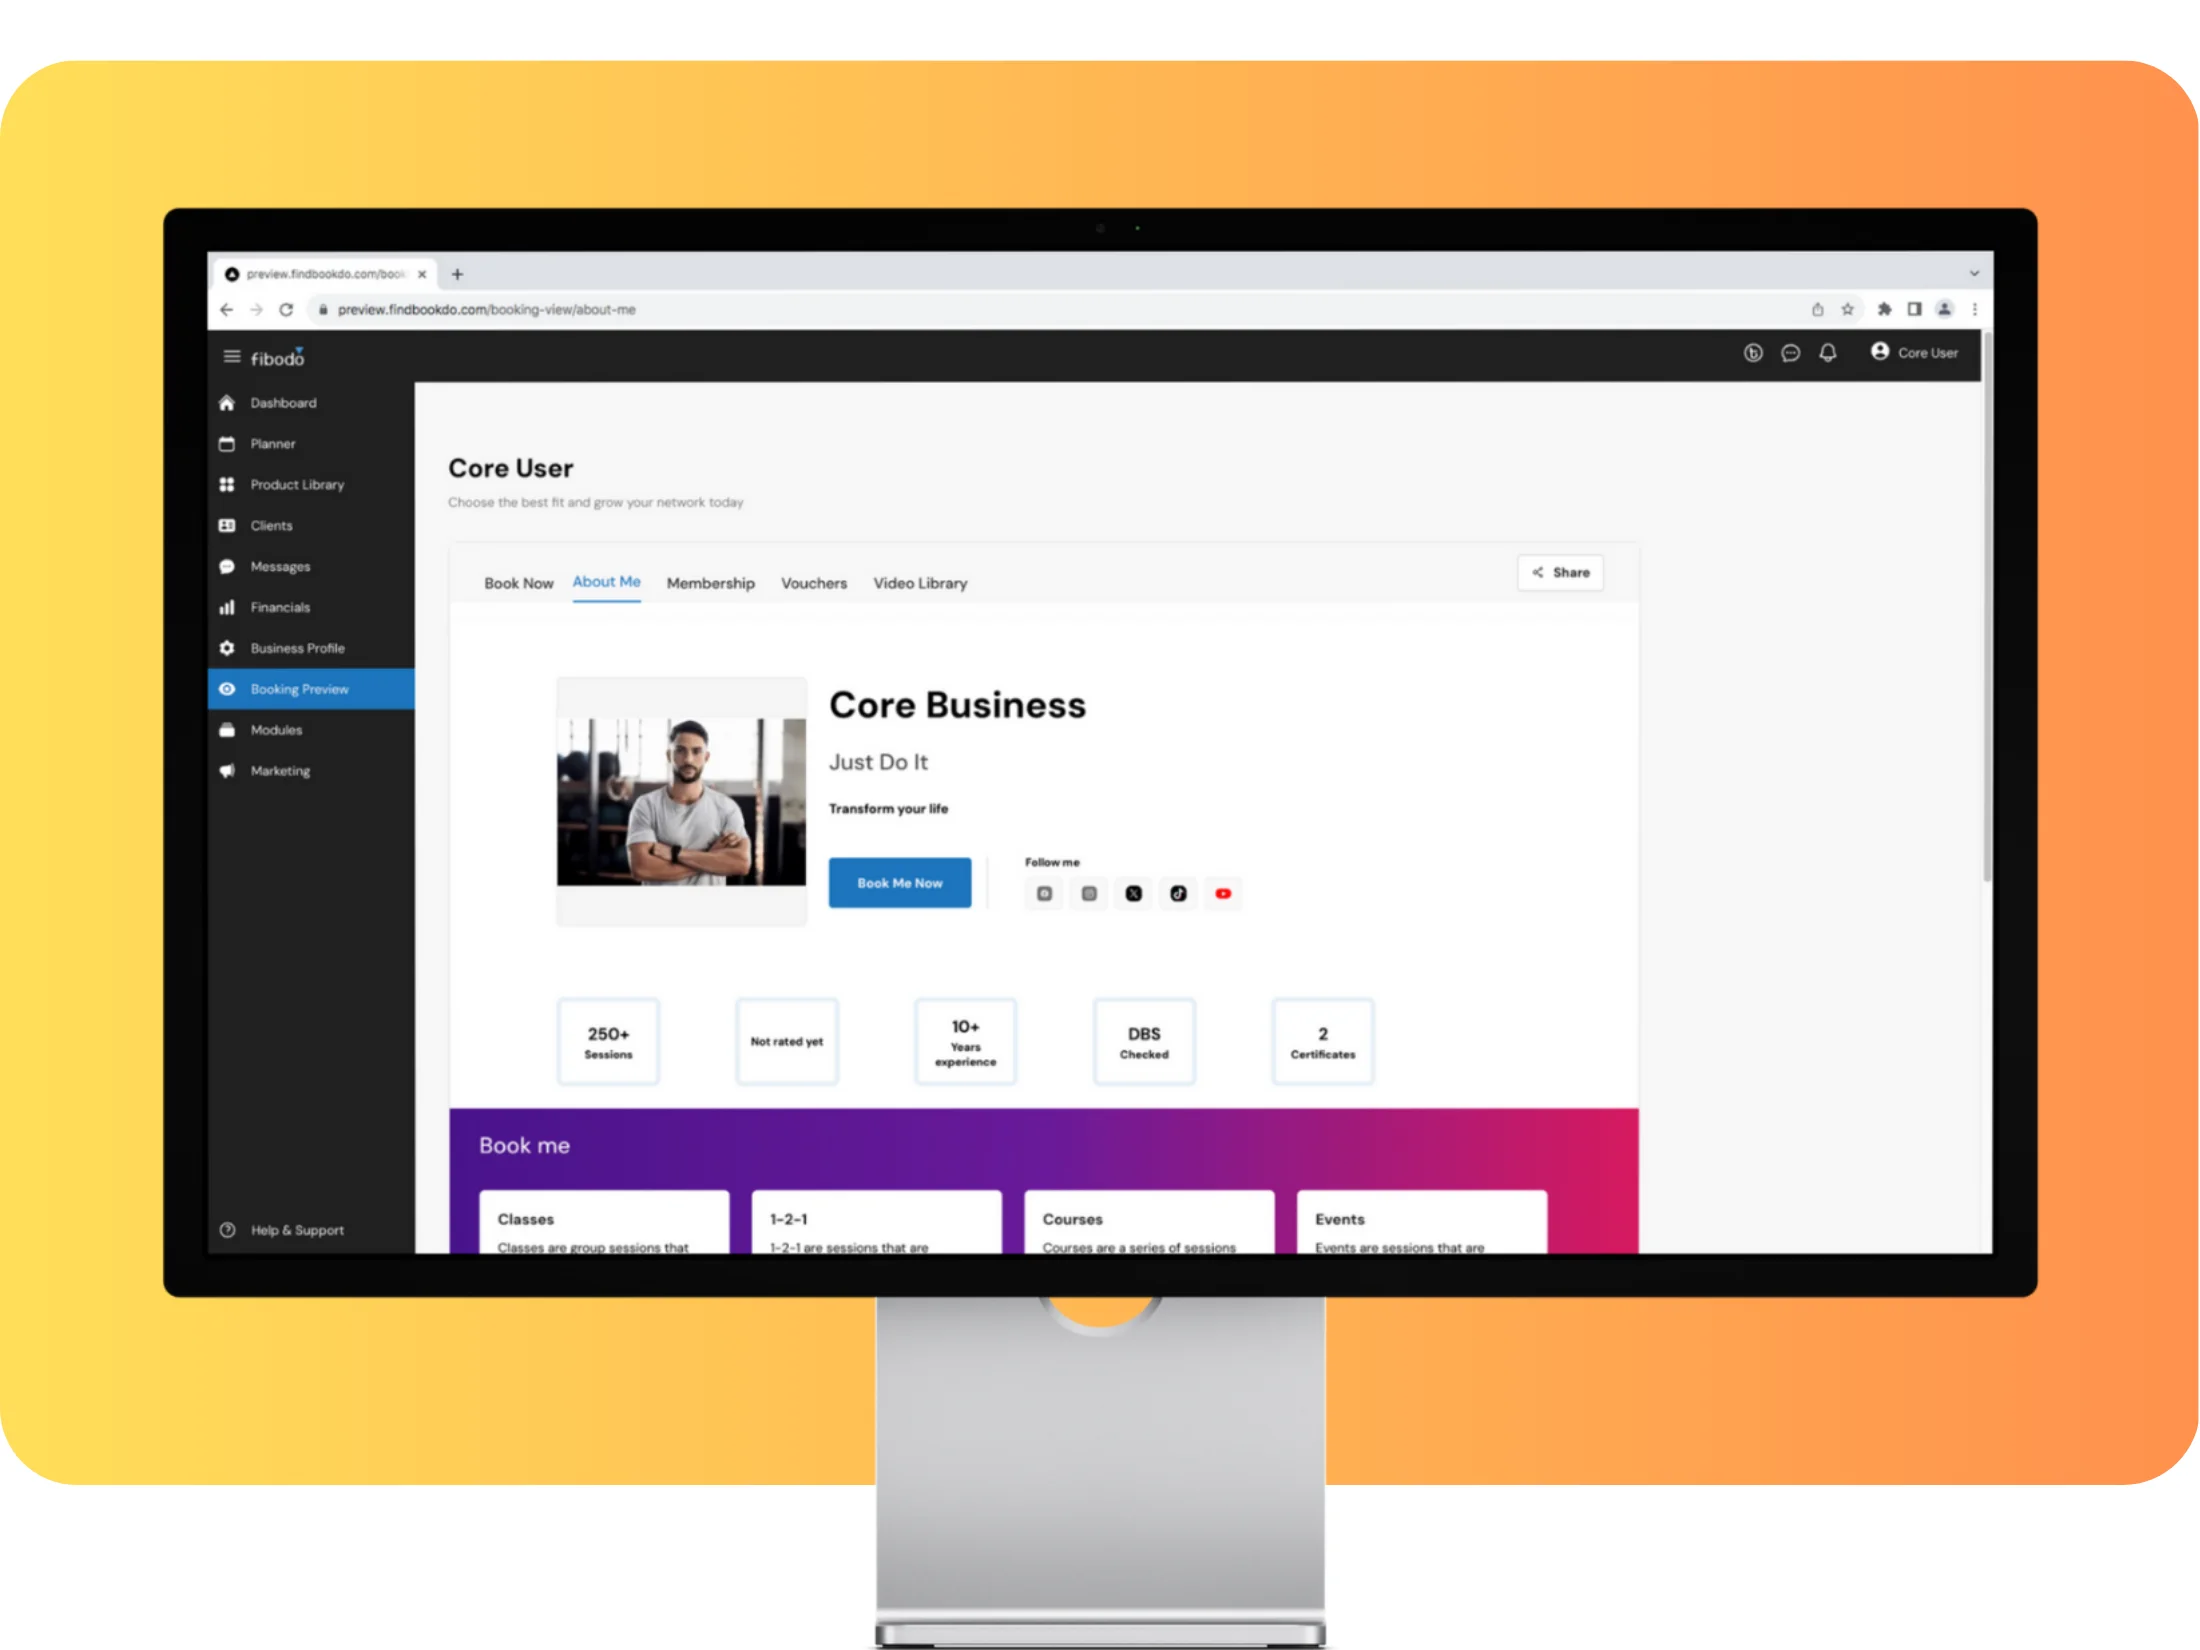 preview.findbookdo.com/book
preview.findbookdo.com/booking-view/about-me
fibodo
Core User
Dashboard
Planner
Product Library
Clients
Messages
Financials
Business Profile
Booking Preview
Modules
Marketing
Help & Support
Core User
Choose the best fit and grow your network today
Book Now
About Me
Membership
Vouchers
Video Library
Share
Core Business
Just Do It
Transform your life
Book Me Now
Follow me
250+
Sessions
Not rated yet
10+
Years
experience
DBS
Checked
2
Certificates
Book me
Classes
Classes are group sessions that
1-2-1
1-2-1 are sessions that are
Courses
Courses are a series of sessions
Events
Events are sessions that are